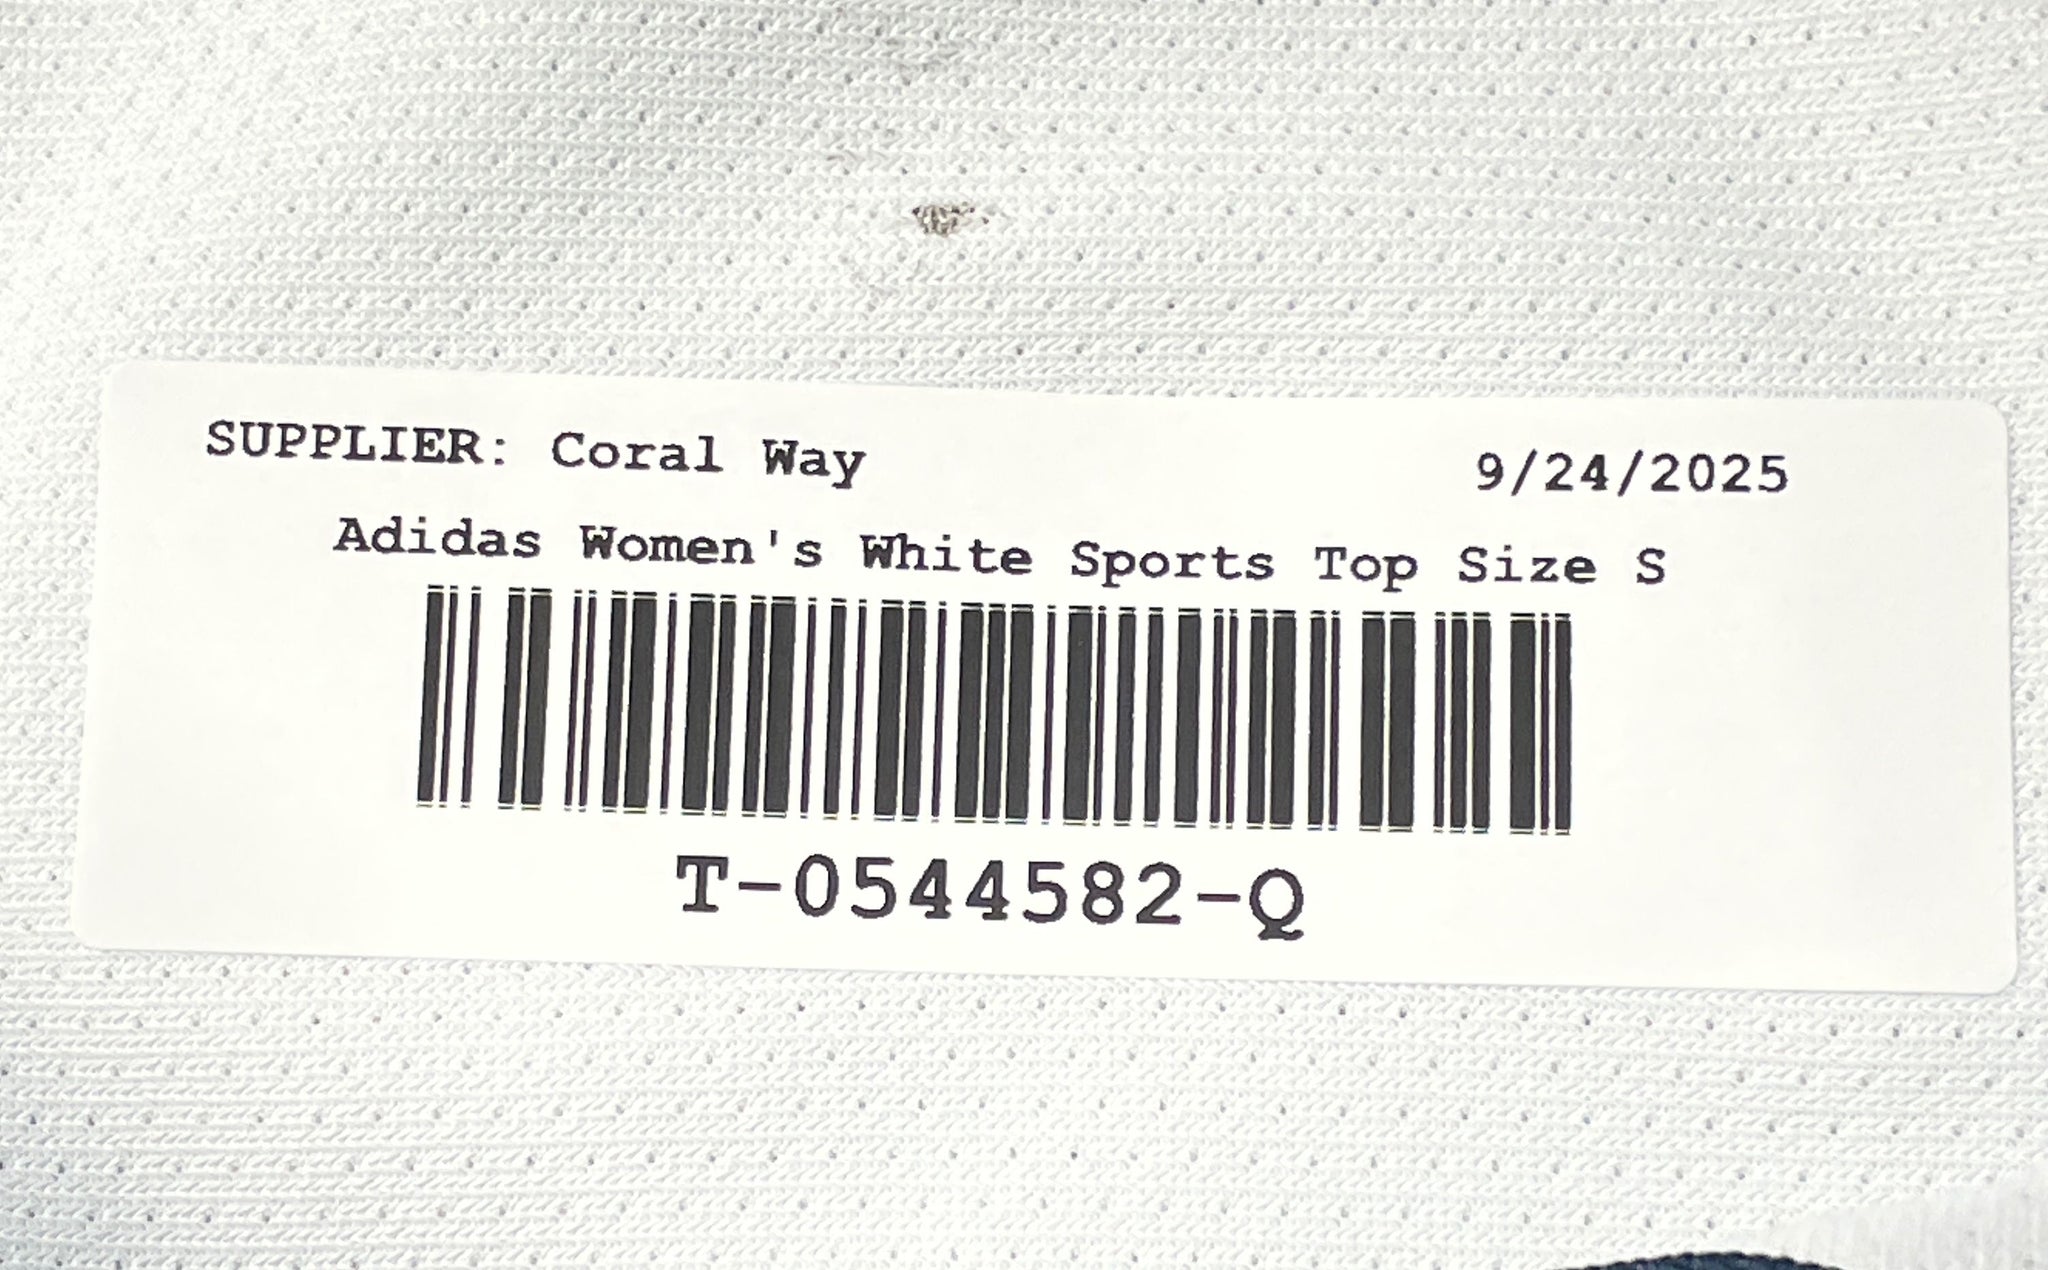 SUPPLIER: Coral Way 9/24/2025
Adidas Women's White Sports Top Size S
T-0544582-Q